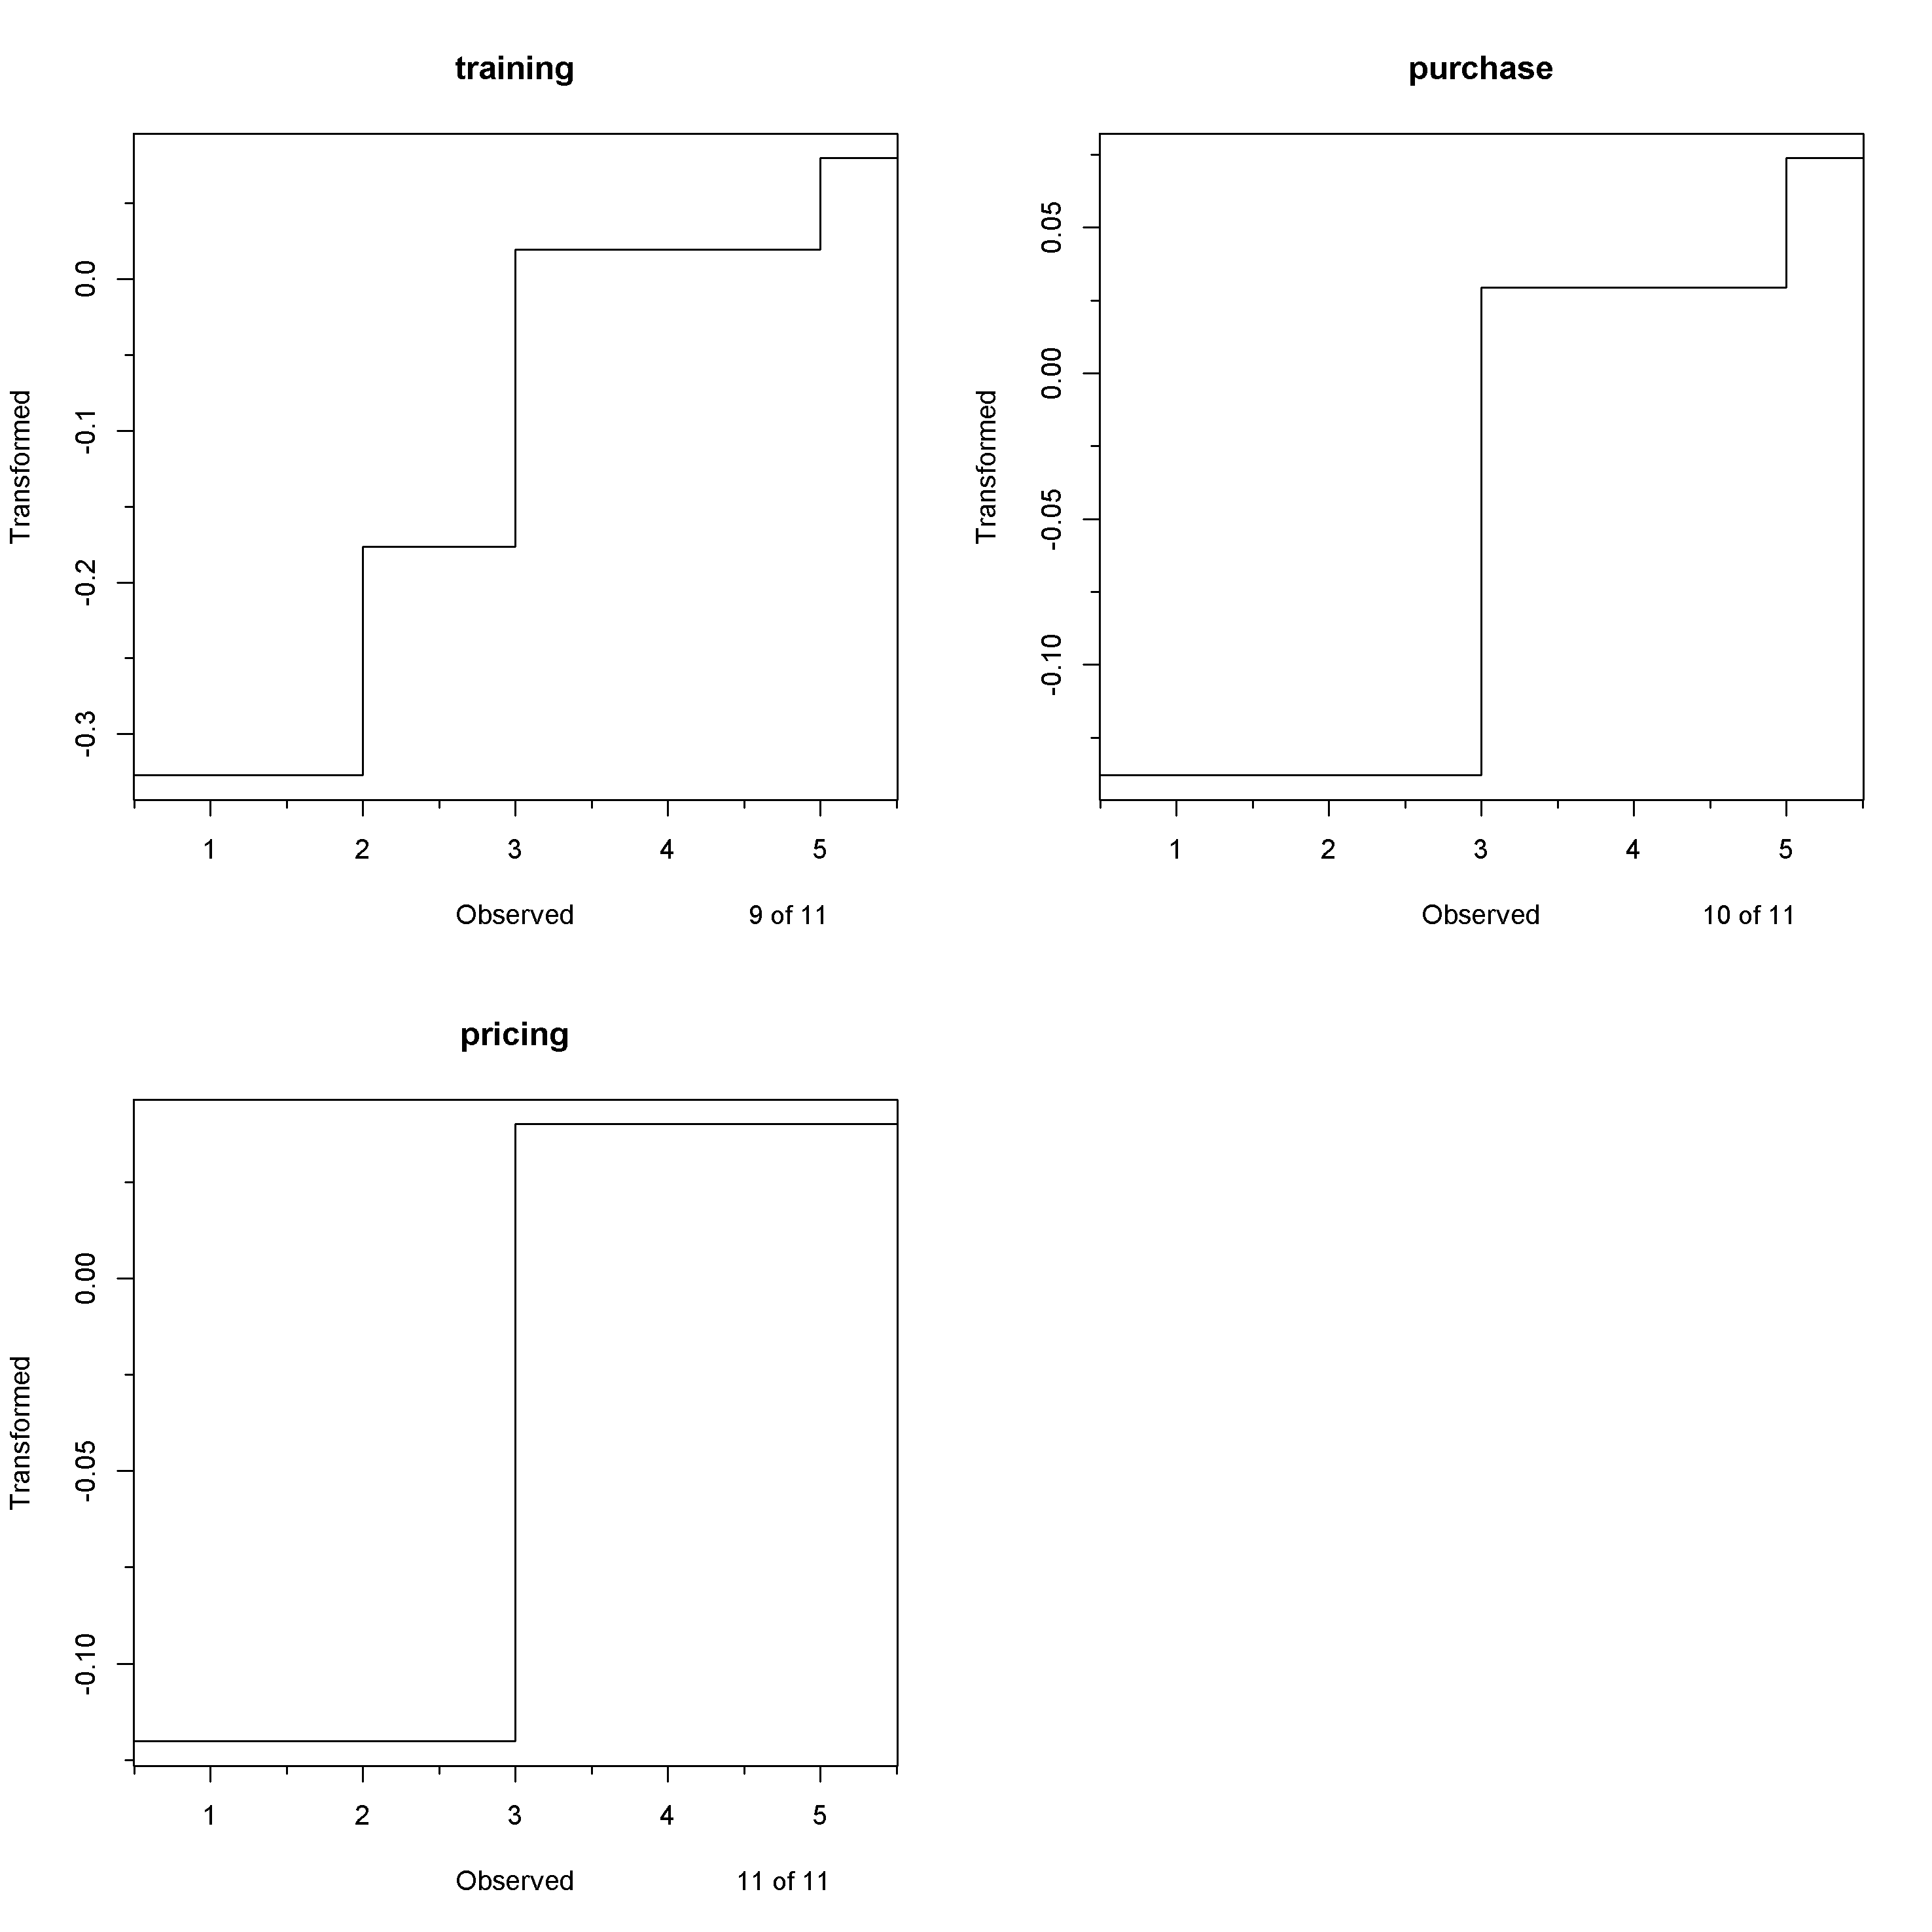 training
Transformed
0.0
-0.1
-0.2
-0.3
1 2 3 4 5
Observed 9 of 11
purchase
Transformed
0.05
0.00
-0.05
-0.10
1 2 3 4 5
Observed 10 of 11
pricing
Transformed
0.00
-0.05
-0.10
1 2 3 4 5
Observed 11 of 11